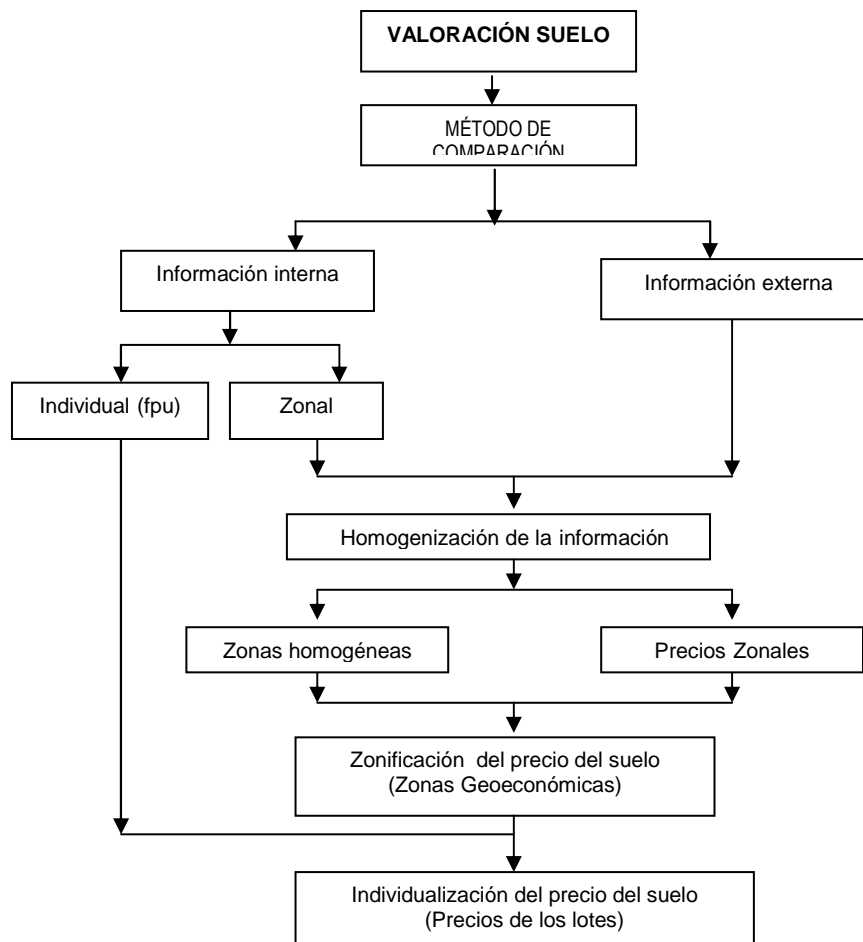 VALORACIÓN SUELO
MÉTODO DE
COMPARACIÓN
Información interna
Información externa
Individual (fpu)
Zonal
Homogenización de la información
Zonas homogéneas
Precios Zonales
Zonificación del precio del suelo
(Zonas Geoeconómicas)
Individualización del precio del suelo
(Precios de los lotes)